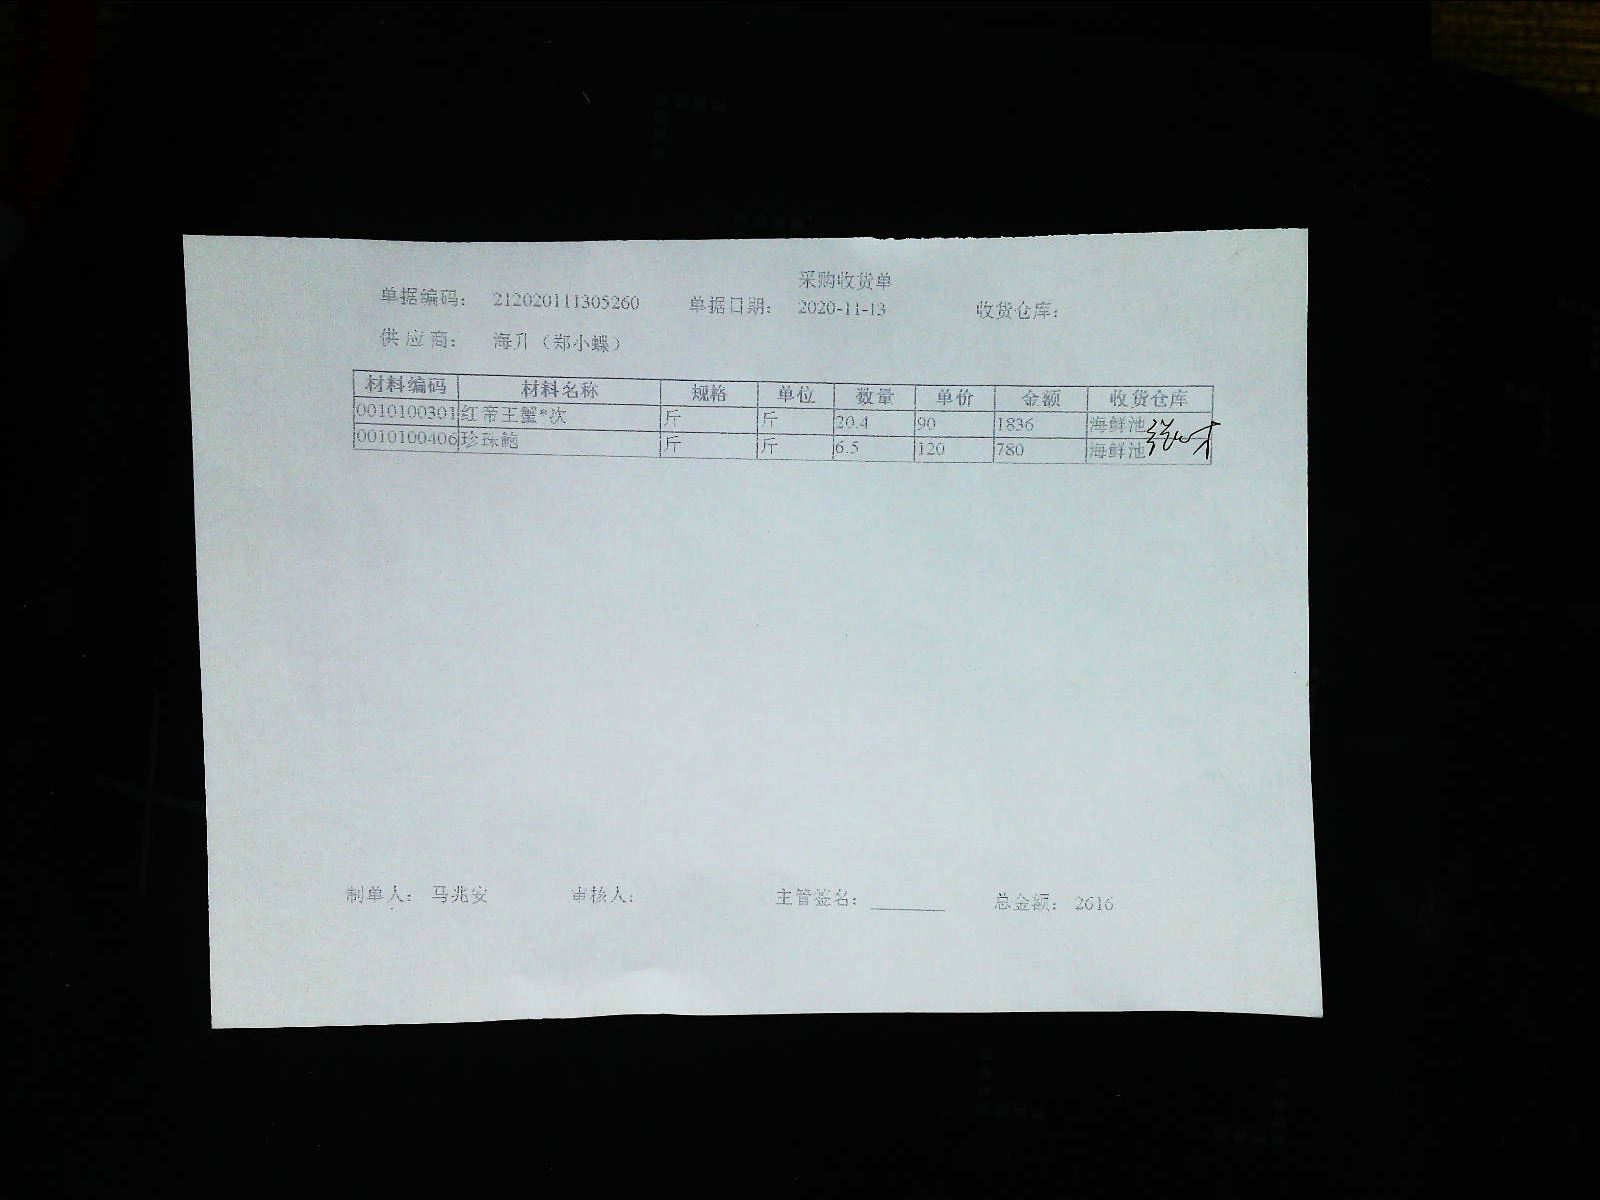 采购收货单
单据编码： 212020111305260 单据日期： 2020-11-13 收货仓库：
供 应 商： 海升（郑小蝶）
材料编码 材料名称 规格 单位 数量 单价 金额 收货仓库
0010100301 红帝王蟹*次 斤 斤 20.4 90 1836 海鲜池
0010100406 珍珠鲍 斤 斤 6.5 120 780 海鲜池
制单人： 马兆安 审核人： 主管签名： 总金额： 2616